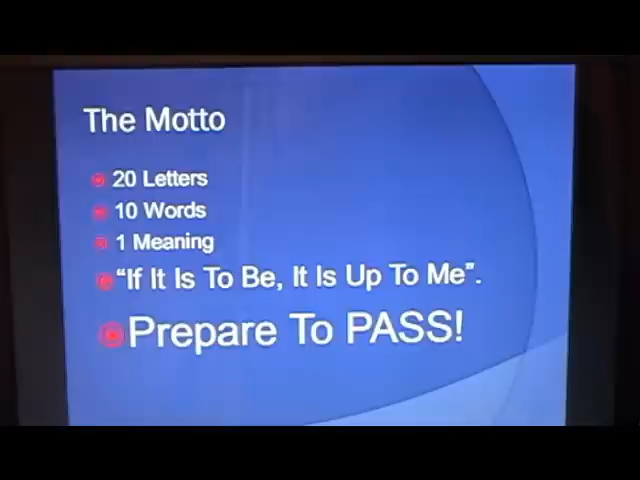 The Motto
20 Letters
10 Words
1 Meaning
“If It Is To Be, It Is Up To Me”.
Prepare To PASS!